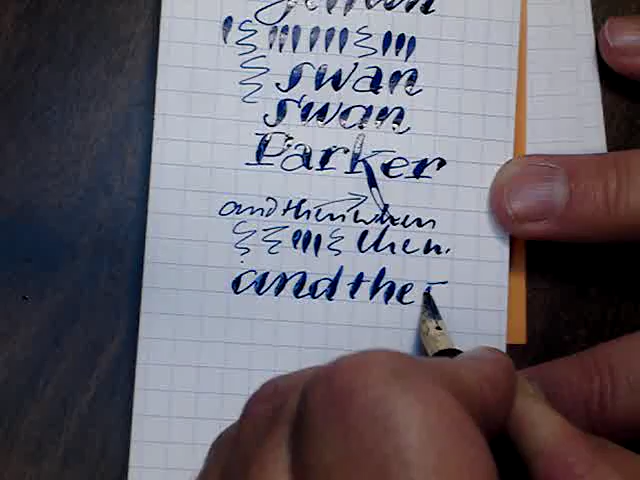 swan
swan
Parker
and then when
then.
and the